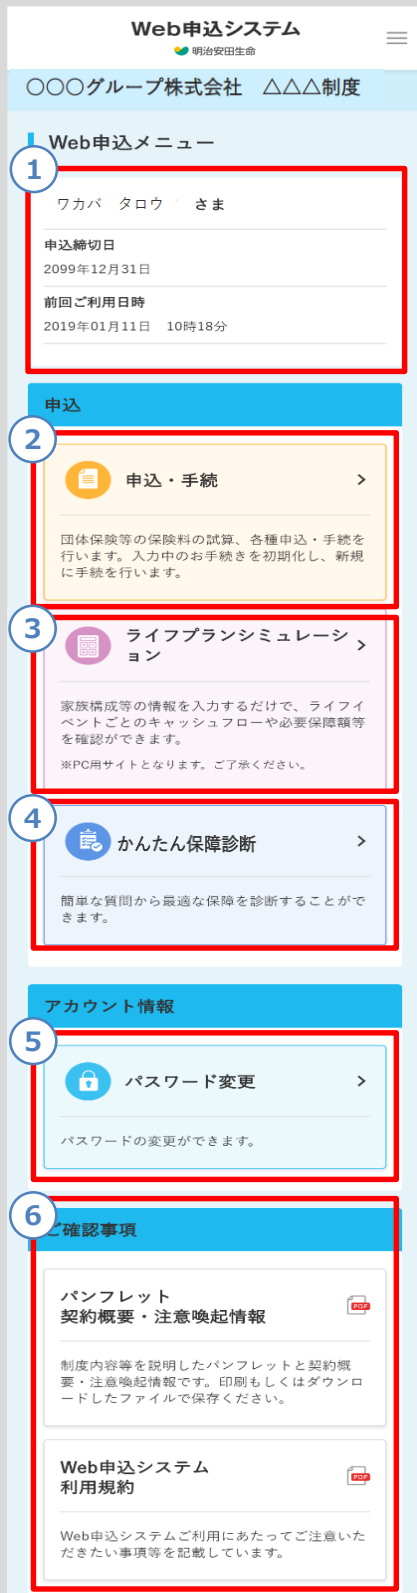 Web申込システム
明治安田生命
〇〇〇グループ株式会社　△△△制度
Web申込メニュー
1
ワカバ　タロウ　さま
申込締切日
2099年12月31日
前回ご利用日時
2019年01月11日　10時18分
申込
2
申込・手続
団体保険等の保険料の試算、各種申込・手続を
行います。入力中のお手続きを初期化し、新規
に手続を行います。
3
ライフプランシミュレーシ
ョン
家族構成等の情報を入力するだけで、ライフイ
ベントごとのキャッシュフローや必要保障額等
を確認ができます。
※PC用サイトとなります。ご了承ください。
4
かんたん保障診断
簡単な質問から最適な保障を診断することがで
きます。
アカウント情報
5
パスワード変更
パスワードの変更ができます。
6
ご確認事項
パンフレット
契約概要・注意喚起情報
PDF
制度内容等を説明したパンフレットと契約概
要・注意喚起情報です。印刷もしくはダウンロ
ードしたファイルで保存ください。
Web申込システム
利用規約
PDF
Web申込システムご利用にあたってご注意いた
だきたい事項等を記載しています。